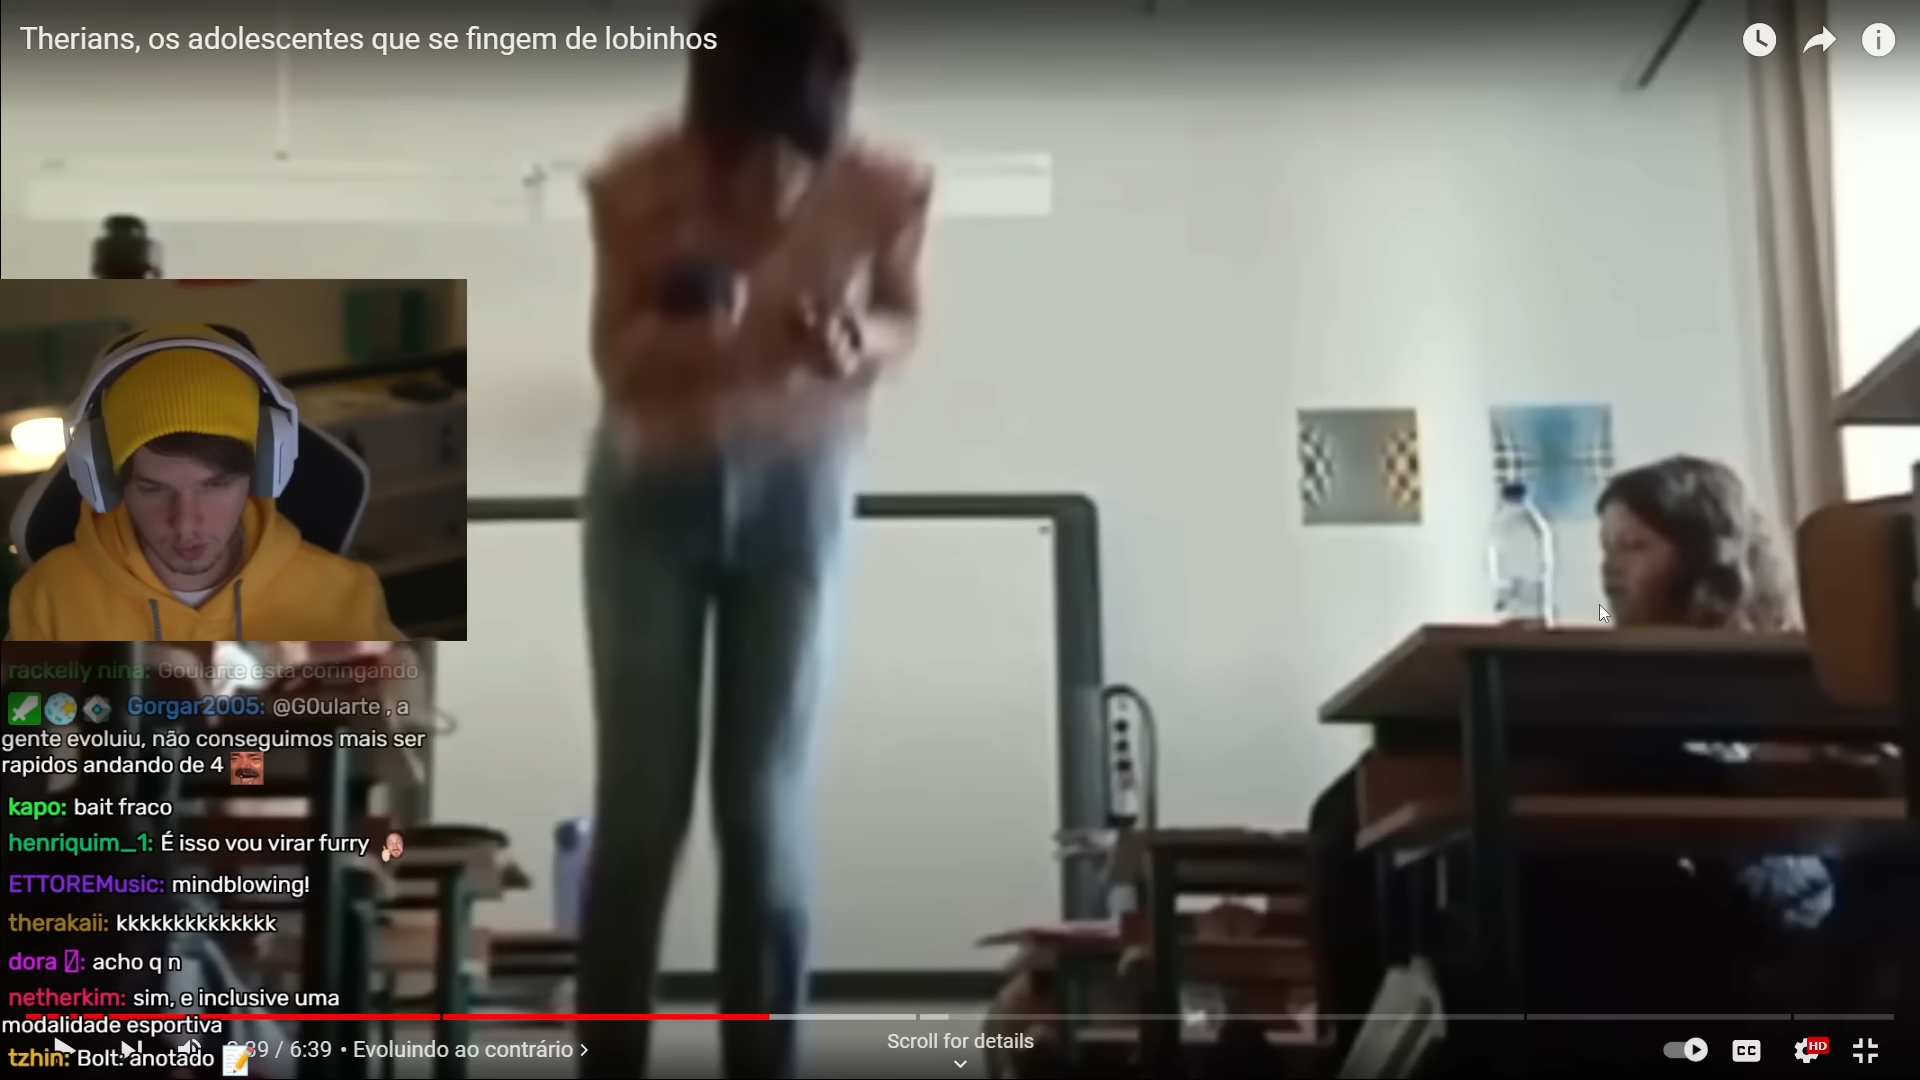 Therians, os adolescentes que se fingem de lobinhos
rackelly nina: Goularte está coringando
Gorgar2005: @G0ularte , a
gente evoluiu, não conseguimos mais ser
rapidos andando de 4
kapo: bait fraco
henriquim_1: É isso vou virar furry
ETTOREMusic: mindblowing!
therakaii: kkkkkkkkkkkkkk
dora : acho q n
netherkim: sim, e inclusive uma
modalidade esportiva
tzhin: Bolt: anotado
/ 6:39 • Evoluindo ao contrário >
Scroll for details
CC
HD